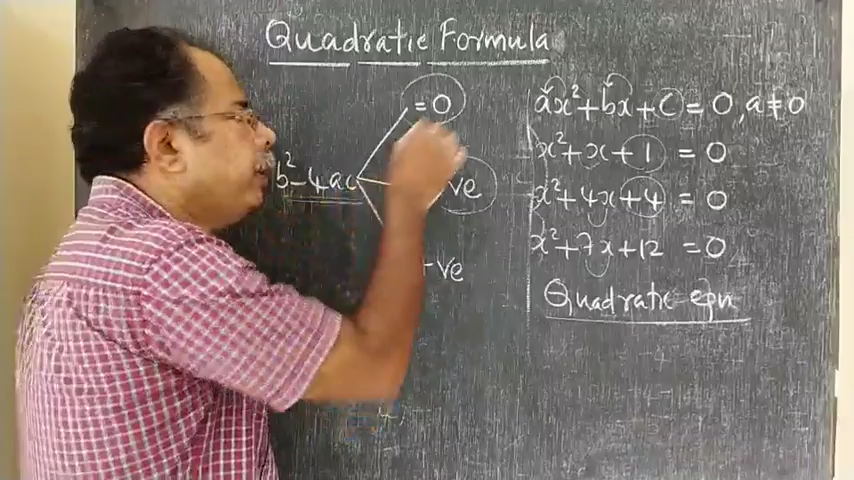 Quadratic Formula
= 0
b²-4ac
ve
-ve
ax²+bx+c = 0, a ≠ 0
x²+x+1 = 0
x²+4x+4 = 0
x²+7x+12 = 0
Quadratic eqn